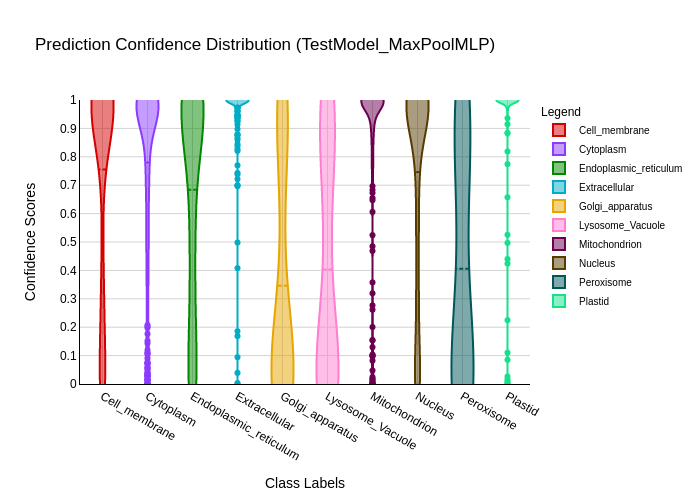 Prediction Confidence Distribution (TestModel_MaxPoolMLP)
Legend
Cell_membrane
Cytoplasm
Endoplasmic_reticulum
Extracellular
Golgi_apparatus
Lysosome_Vacuole
Mitochondrion
Nucleus
Peroxisome
Plastid
Confidence Scores
1
0.9
0.8
0.7
0.6
0.5
0.4
0.3
0.2
0.1
0
Cell_membrane
Cytoplasm
Endoplasmic_reticulum
Extracellular
Golgi_apparatus
Lysosome_Vacuole
Mitochondrion
Nucleus
Peroxisome
Plastid
Class Labels